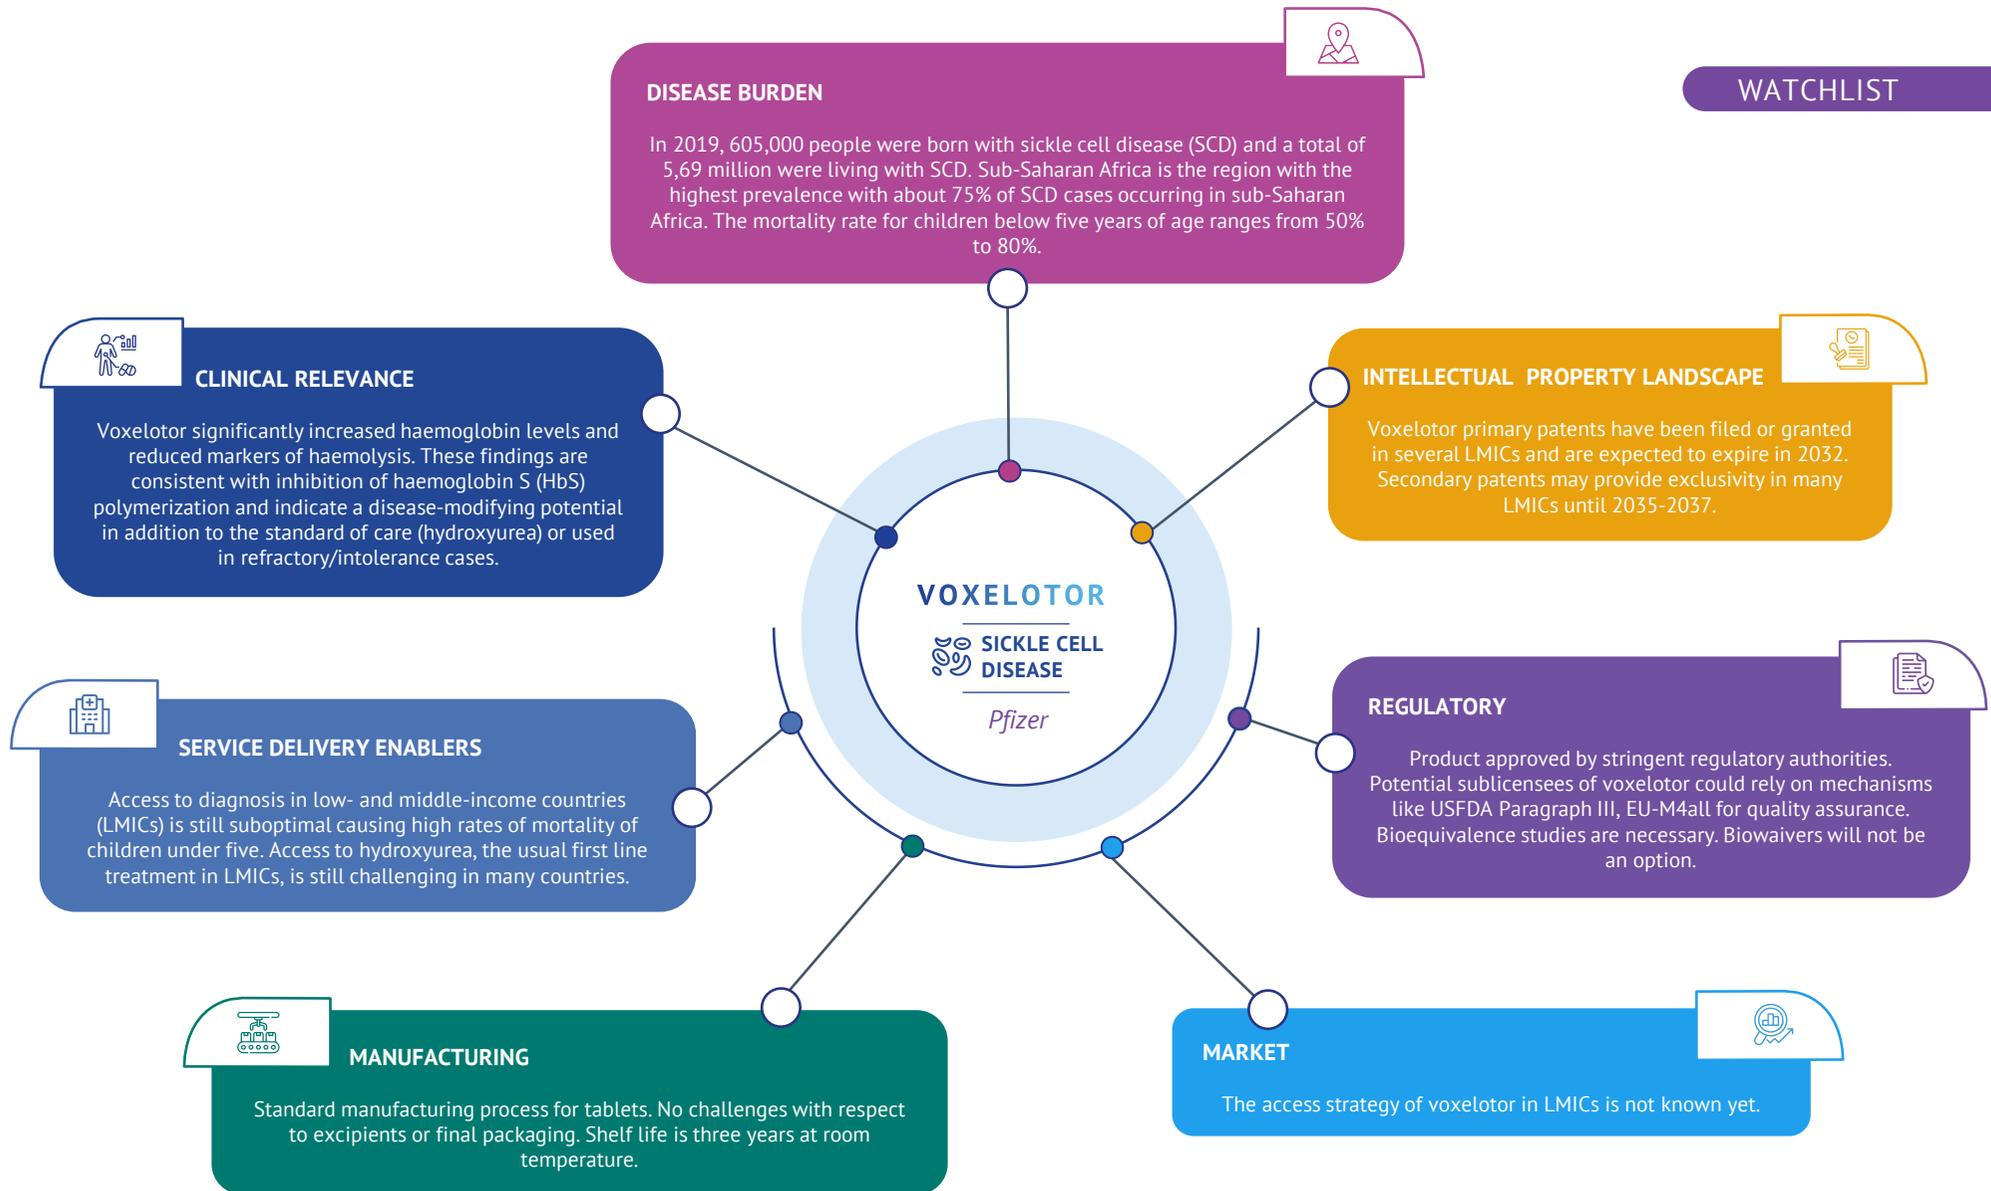 WATCHLIST
DISEASE BURDEN
In 2019, 605,000 people were born with sickle cell disease (SCD) and a total of
5,69 million were living with SCD. Sub-Saharan Africa is the region with the
highest prevalence with about 75% of SCD cases occurring in sub-Saharan
Africa. The mortality rate for children below five years of age ranges from 50%
to 80%.
CLINICAL RELEVANCE
Voxelotor significantly increased haemoglobin levels and
reduced markers of haemolysis. These findings are
consistent with inhibition of haemoglobin S (HbS)
polymerization and indicate a disease-modifying potential
in addition to the standard of care (hydroxyurea) or used
in refractory/intolerance cases.
INTELLECTUAL PROPERTY LANDSCAPE
Voxelotor primary patents have been filed or granted
in several LMICs and are expected to expire in 2032.
Secondary patents may provide exclusivity in many
LMICs until 2035-2037.
VOXELOTOR
SICKLE CELL
DISEASE
Pfizer
SERVICE DELIVERY ENABLERS
Access to diagnosis in low- and middle-income countries
(LMICs) is still suboptimal causing high rates of mortality of
children under five. Access to hydroxyurea, the usual first line
treatment in LMICs, is still challenging in many countries.
REGULATORY
Product approved by stringent regulatory authorities.
Potential sublicensees of voxelotor could rely on mechanisms
like USFDA Paragraph III, EU-M4all for quality assurance.
Bioequivalence studies are necessary. Biowaivers will not be
an option.
MANUFACTURING
Standard manufacturing process for tablets. No challenges with respect
to excipients or final packaging. Shelf life is three years at room
temperature.
MARKET
The access strategy of voxelotor in LMICs is not known yet.